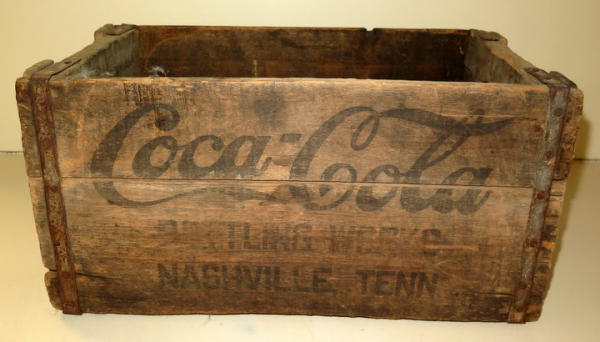 Coca-Cola
BOTTLING WORKS
NASHVILLE, TENN